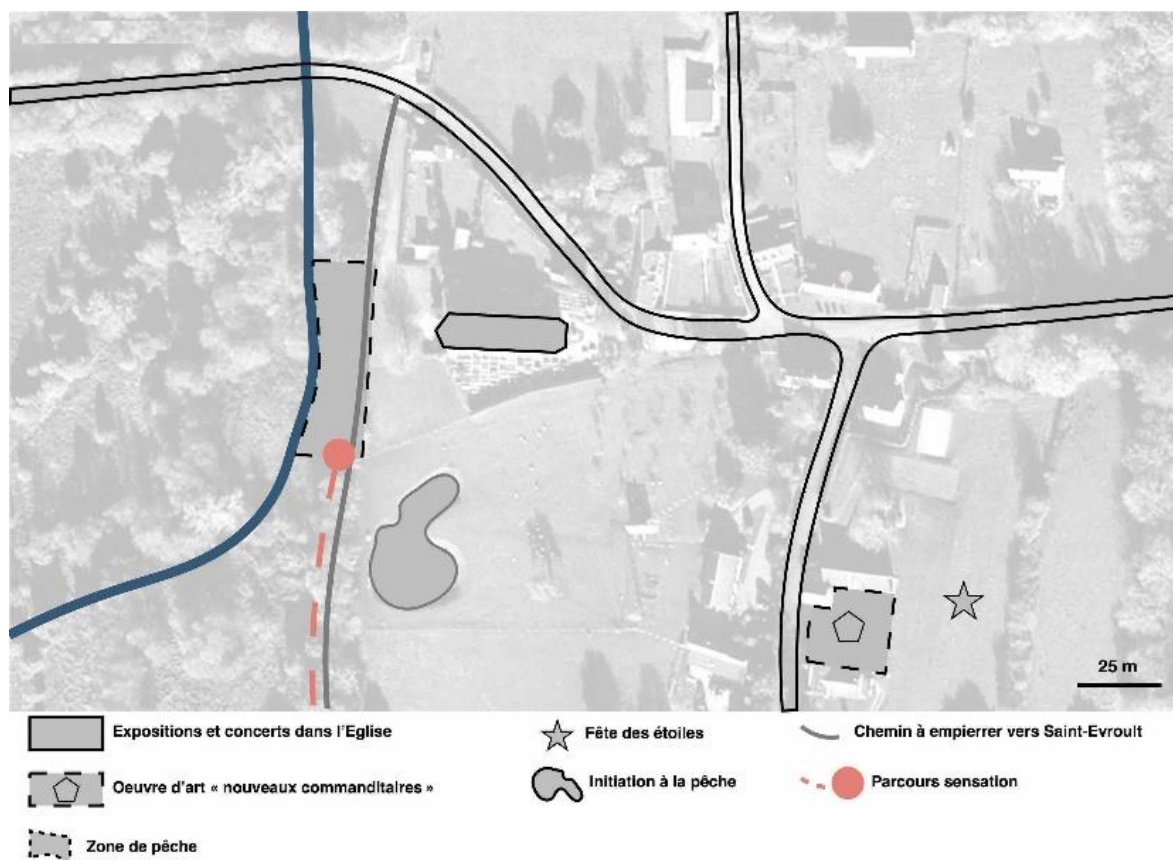 25 m
Expositions et concerts dans l'Eglise
Fête des étoiles
Chemin à empierrer vers Saint-Evroult
Oeuvre d'art « nouveaux commanditaires »
Initiation à la pêche
Parcours sensation
Zone de pêche